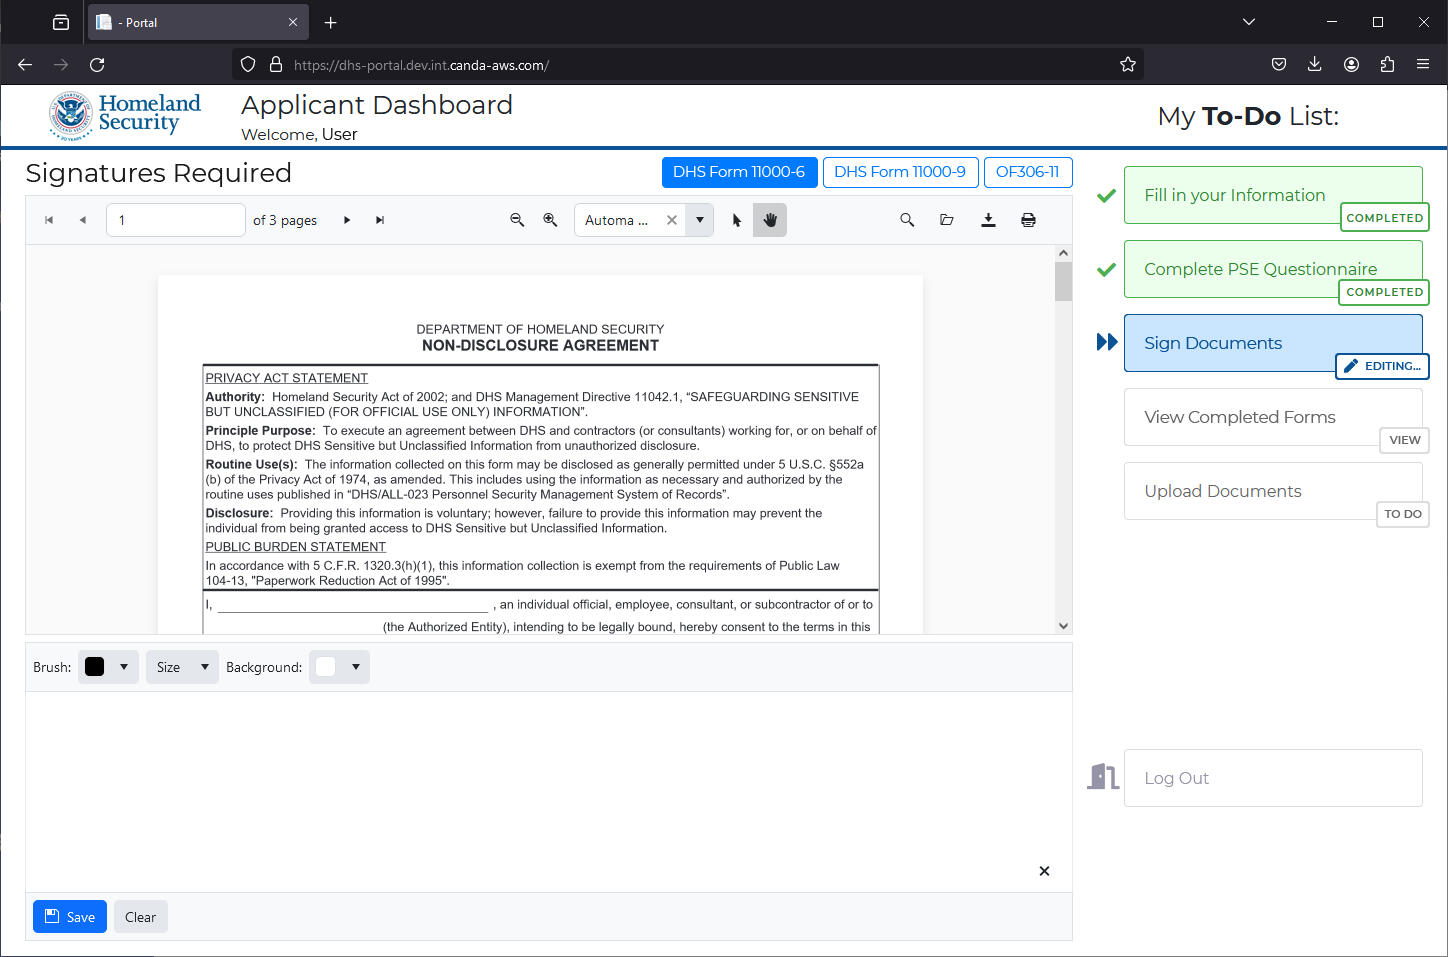 - Portal
https://dhs-portal.dev.int.canda-aws.com/
Homeland
Security
Applicant Dashboard
Welcome, User
My To-Do List:
Signatures Required
DHS Form 11000-6
DHS Form 11000-9
OF306-11
1
of 3 pages
Automa ...
DEPARTMENT OF HOMELAND SECURITY
NON-DISCLOSURE AGREEMENT
PRIVACY ACT STATEMENT
Authority: Homeland Security Act of 2002; and DHS Management Directive 11042.1, “SAFEGUARDING SENSITIVE
BUT UNCLASSIFIED (FOR OFFICIAL USE ONLY) INFORMATION”.
Principle Purpose: To execute an agreement between DHS and contractors (or consultants) working for, or on behalf of
DHS, to protect DHS Sensitive but Unclassified Information from unauthorized disclosure.
Routine Use(s): The information collected on this form may be disclosed as generally permitted under 5 U.S.C. §552a
(b) of the Privacy Act of 1974, as amended. This includes using the information as necessary and authorized by the
routine uses published in “DHS/ALL-023 Personnel Security Management System of Records”.
Disclosure: Providing this information is voluntary; however, failure to provide this information may prevent the
individual from being granted access to DHS Sensitive but Unclassified Information.
PUBLIC BURDEN STATEMENT
In accordance with 5 C.F.R. 1320.3(h)(1), this information collection is exempt from the requirements of Public Law
104-13, "Paperwork Reduction Act of 1995".
I, , an individual official, employee, consultant, or subcontractor of or to
(the Authorized Entity), intending to be legally bound, hereby consent to the terms in this
Brush:
Size
Background:
Save
Clear
Fill in your Information
COMPLETED
Complete PSE Questionnaire
COMPLETED
Sign Documents
EDITING...
View Completed Forms
VIEW
Upload Documents
TO DO
Log Out